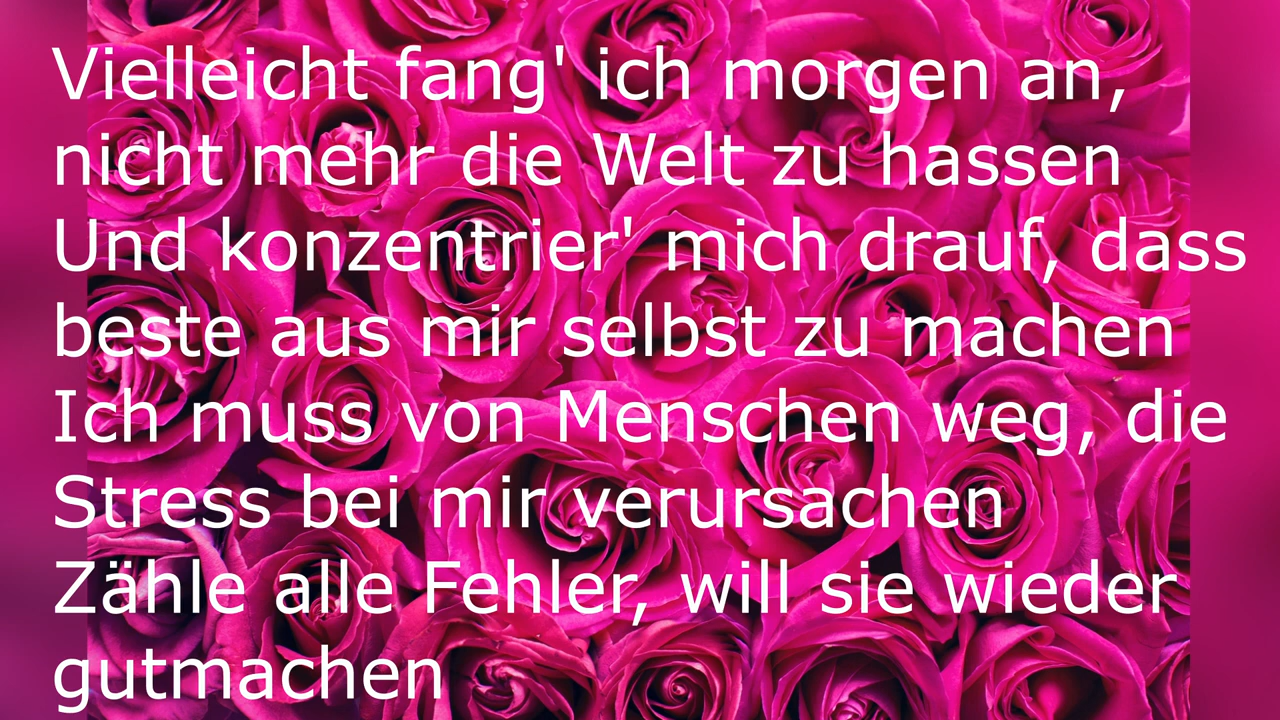 Vielleicht fang' ich morgen an,
nicht mehr die Welt zu hassen
Und konzentrier' mich drauf, dass
beste aus mir selbst zu machen
Ich muss von Menschen weg, die
Stress bei mir verursachen
Zähle alle Fehler, will sie wieder
gutmachen